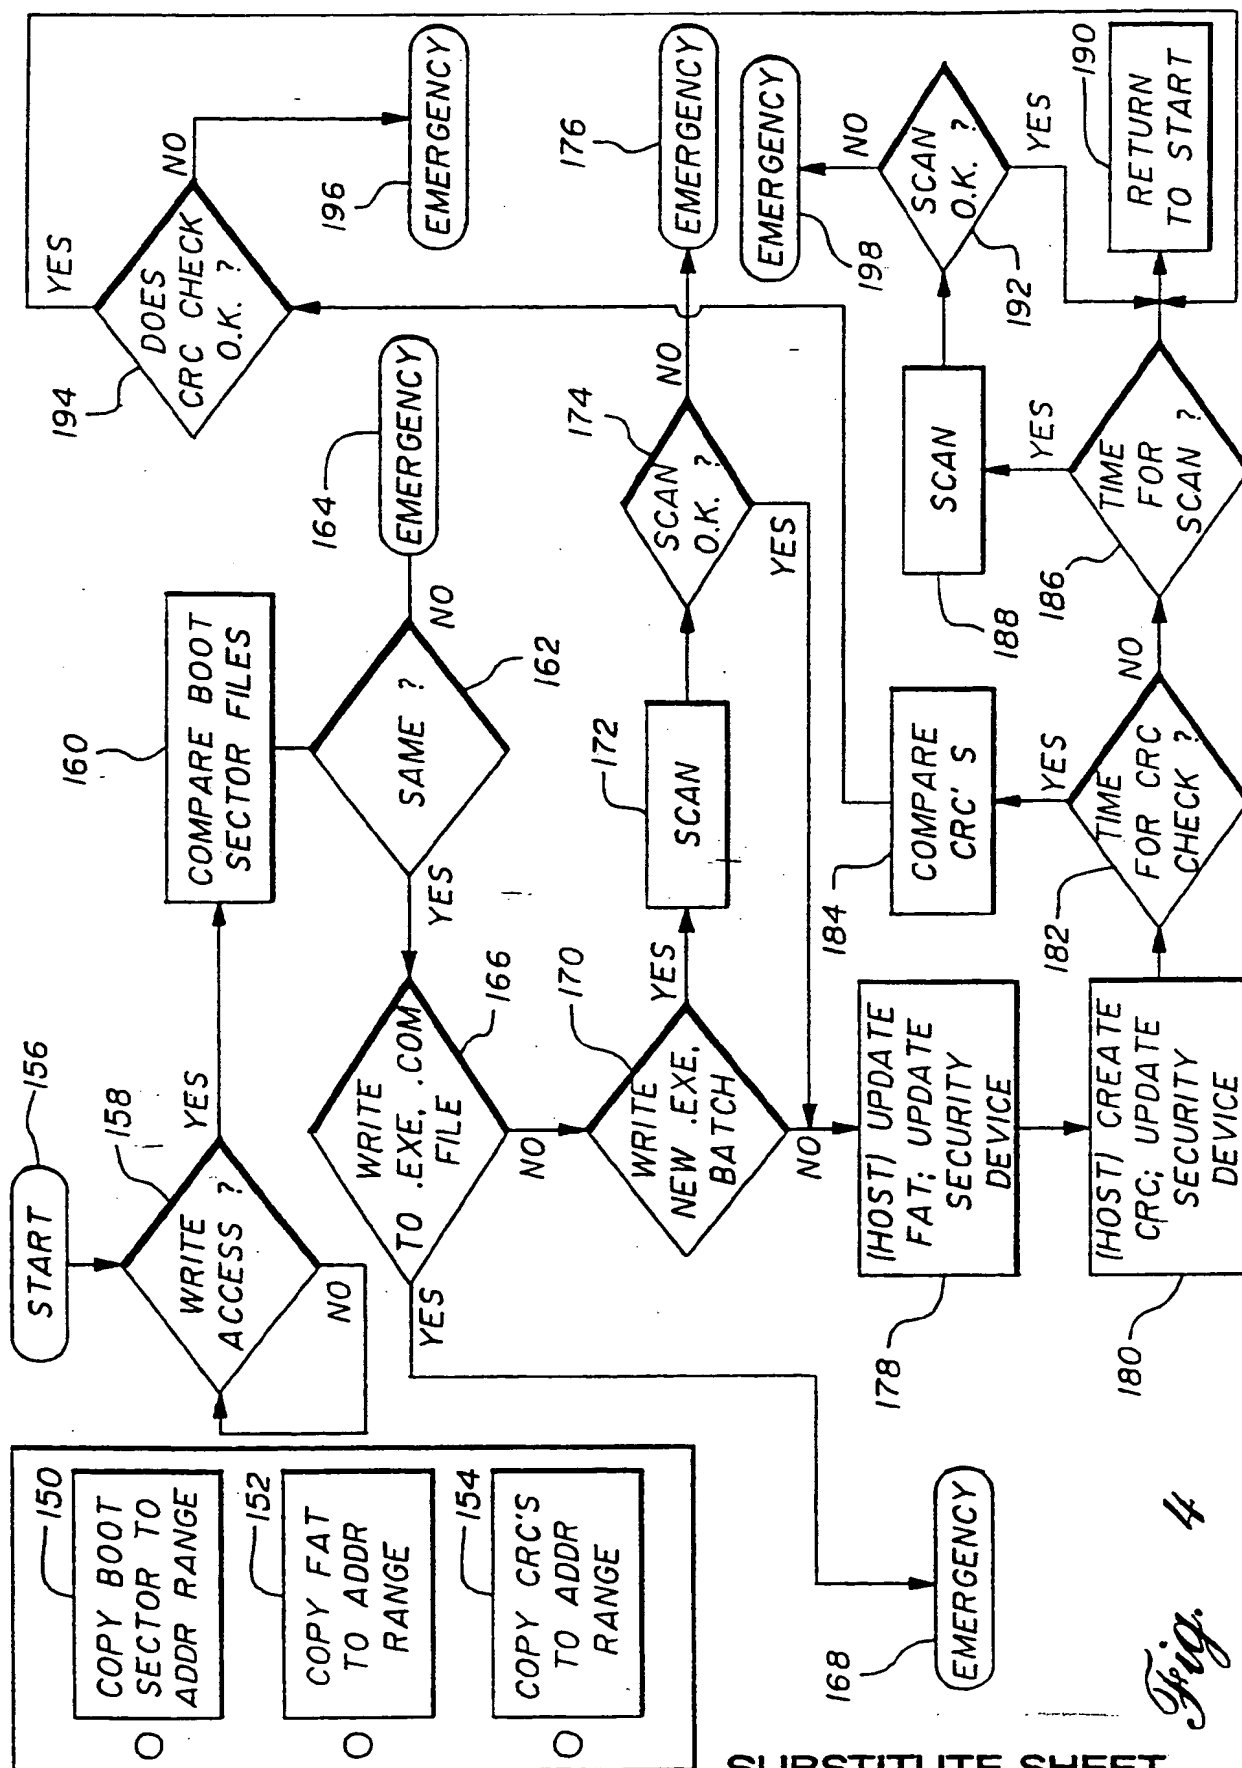 COPY BOOT
SECTOR TO
ADDR RANGE
150
COPY FAT
TO ADDR
RANGE
152
COPY CRC'S
TO ADDR
RANGE
154
START
156
WRITE
ACCESS ?
158
YES
NO
COMPARE BOOT
SECTOR FILES
160
SAME ?
162
NO
YES
EMERGENCY
164
WRITE
TO .EXE, .COM
FILE
166
YES
NO
EMERGENCY
168
WRITE
NEW .EXE,
BATCH
170
YES
NO
SCAN
172
SCAN
O.K. ?
174
NO
YES
EMERGENCY
176
(HOST) UPDATE
FAT; UPDATE
SECURITY
DEVICE
178
(HOST) CREATE
CRC; UPDATE
SECURITY
DEVICE
180
TIME
FOR CRC
CHECK ?
182
YES
NO
COMPARE
CRC'S
184
TIME
FOR
SCAN ?
186
YES
SCAN
188
SCAN
O.K. ?
192
NO
YES
EMERGENCY
198
RETURN
TO START
190
DOES
CRC CHECK
O.K. ?
194
YES
NO
EMERGENCY
196
Fig. 4
SUBSTITUTE SHEET